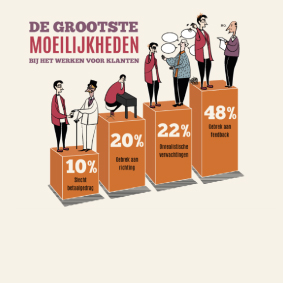 DE GROOTSTE
MOEILIJKHEDEN
BIJ HET WERKEN VOOR KLANTEN
10%
Slecht
betaalgedrag
20%
Gebrek aan
richting
22%
Onrealistische
verwachtingen
48%
Gebrek aan
feedback